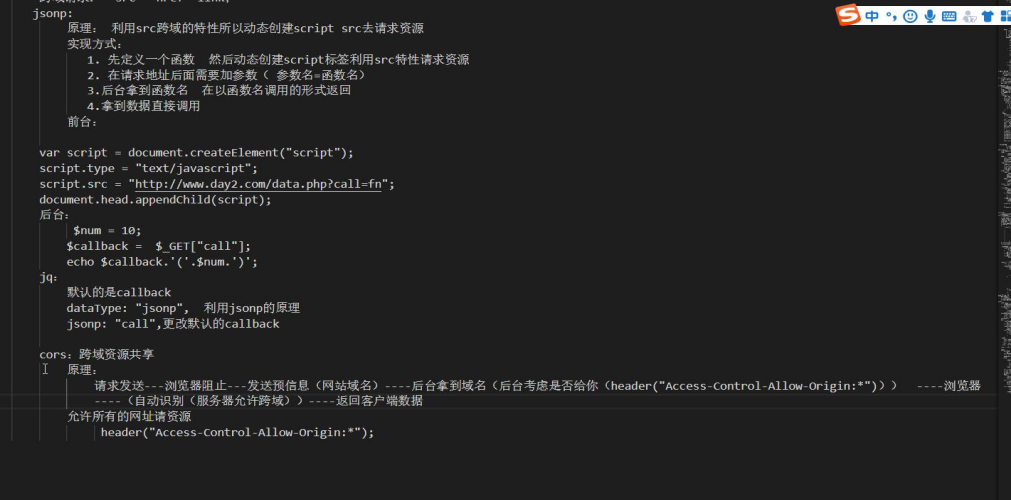 jsonp:
原理: 利用src跨域的特性所以动态创建script src去请求资源
实现方式:
1. 先定义一个函数 然后动态创建script标签利用src特性请求资源
2. 在请求地址后面需要加参数 ( 参数名=函数名)
3.后台拿到函数名 在以函数名调用的形式返回
4.拿到数据直接调用
前台:
var script = document.createElement("script");
script.type = "text/javascript";
script.src = "http://www.day2.com/data.php?call=fn";
document.head.appendChild(script);
后台:
$num = 10;
$callback = $_GET["call"];
echo $callback.'('.$num.')';
jq:
默认的是callback
dataType: "jsonp", 利用jsonp的原理
jsonp: "call",更改默认的callback
cors: 跨域资源共享
原理:
请求发送---浏览器阻止---发送预信息(网站域名)----后台拿到域名(后台考虑是否给你(header("Access-Control-Allow-Origin:*"))) ----浏览器
----(自动识别(服务器允许跨域))----返回客户端数据
允许所有的网址请资源
header("Access-Control-Allow-Origin:*");
S 中